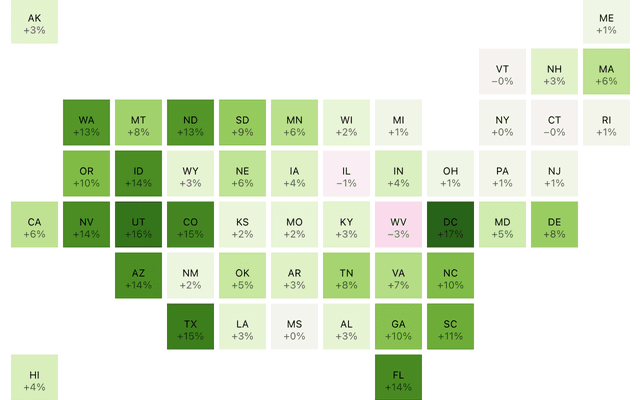 AK
+3%
ME
+1%
VT
−0%
NH
+3%
MA
+6%
WA
+13%
MT
+8%
ND
+13%
SD
+9%
MN
+6%
WI
+2%
MI
+1%
NY
+0%
CT
−0%
RI
+1%
OR
+10%
ID
+14%
WY
+3%
NE
+6%
IA
+4%
IL
−1%
IN
+4%
OH
+1%
PA
+1%
NJ
+1%
CA
+6%
NV
+14%
UT
+16%
CO
+15%
KS
+2%
MO
+2%
KY
+3%
WV
−3%
DC
+17%
MD
+5%
DE
+8%
AZ
+14%
NM
+2%
OK
+5%
AR
+3%
TN
+8%
VA
+7%
NC
+10%
TX
+15%
LA
+3%
MS
+0%
AL
+3%
GA
+10%
SC
+11%
HI
+4%
FL
+14%